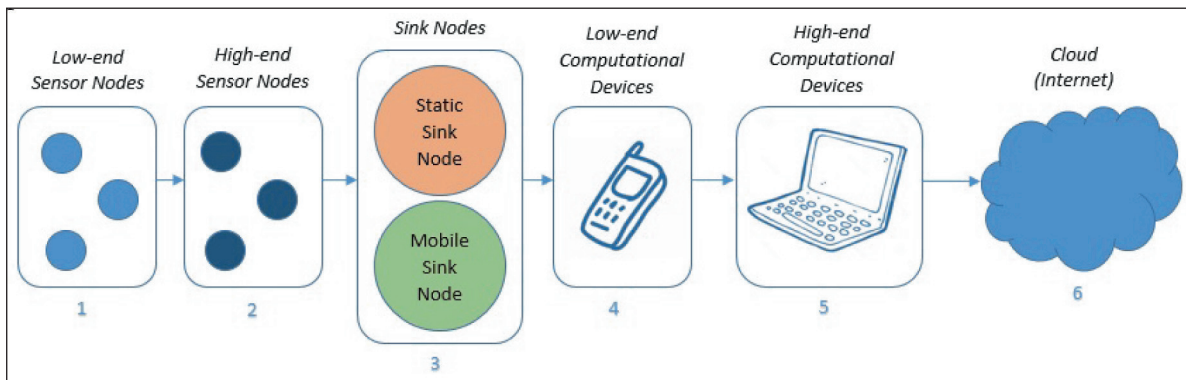 Low-end
Sensor Nodes
High-end
Sensor Nodes
Sink Nodes
Low-end
Computational
Devices
High-end
Computational
Devices
Cloud
(Internet)
Static
Sink
Node
Mobile
Sink
Node
1
2
3
4
5
6